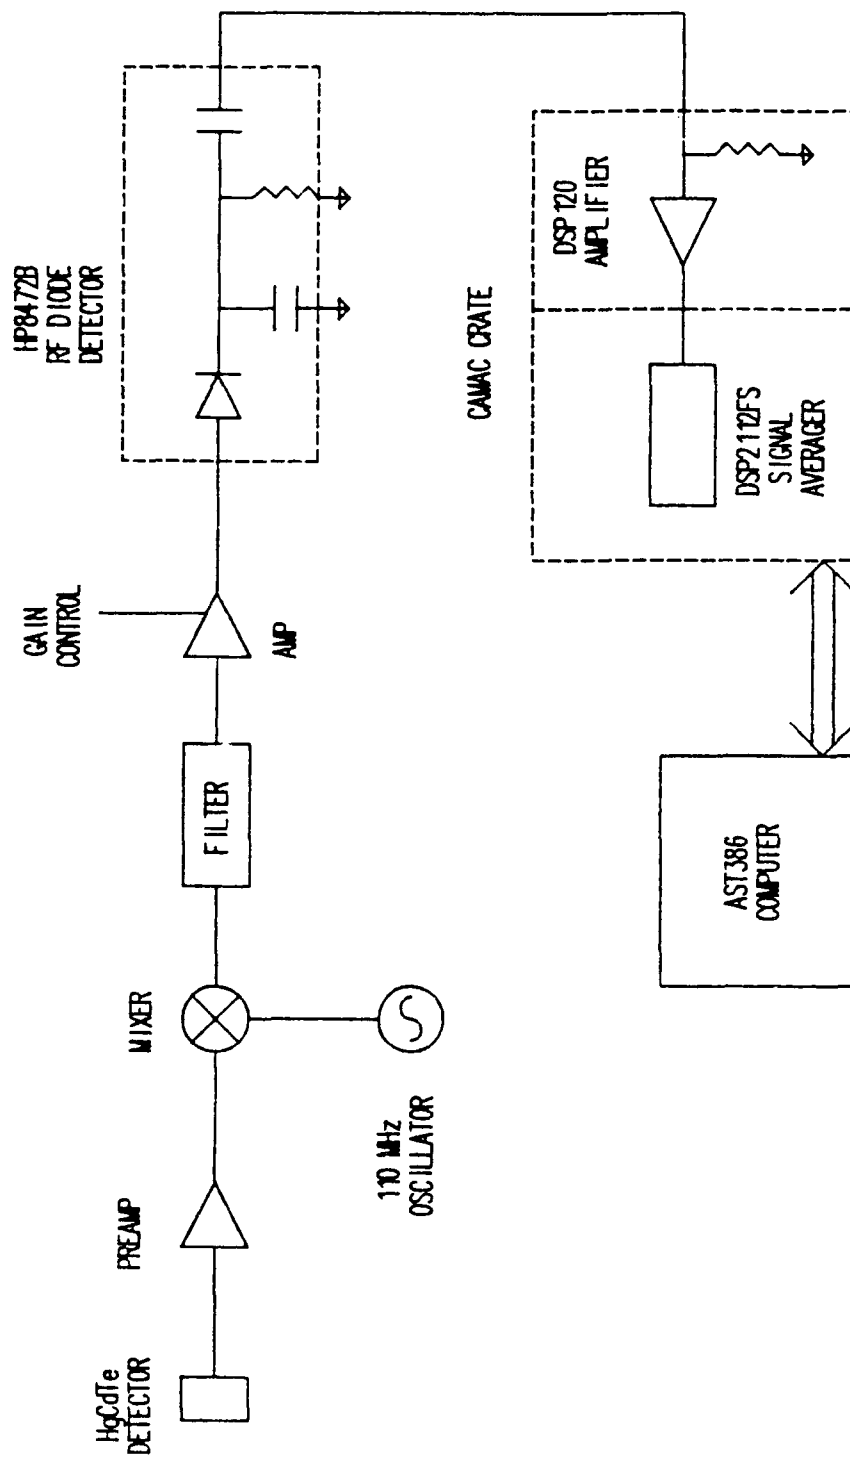 HgCdTe
DETECTOR
PREAMP
MIXER
110 MHz
OSCILLATOR
FILTER
GAIN
CONTROL
AMP
HP8472B
RF DIODE
DETECTOR
CAMAC CRATE
DSP120
AMPLIFIER
DSP2112FS
SIGNAL
AVERAGER
AST386
COMPUTER